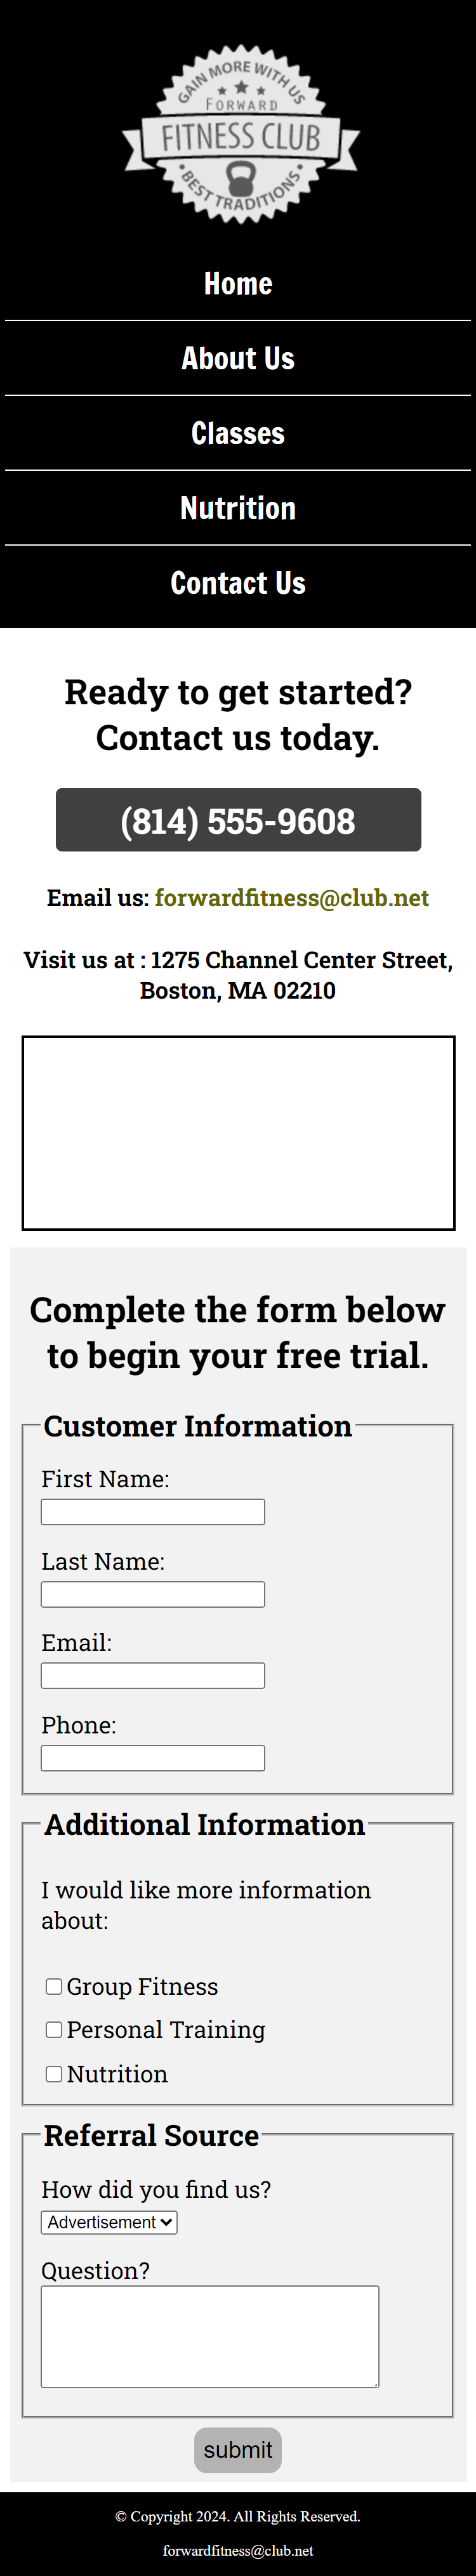 GAIN MORE WITH US
FORWARD
FITNESS CLUB
BEST TRADITIONS
Home
About Us
Classes
Nutrition
Contact Us
Ready to get started?
Contact us today.
(814) 555-9608
Email us: forwardfitness@club.net
Visit us at : 1275 Channel Center Street,
Boston, MA 02210
Complete the form below
to begin your free trial.
Customer Information
First Name:
Last Name:
Email:
Phone:
Additional Information
I would like more information
about:
Group Fitness
Personal Training
Nutrition
Referral Source
How did you find us?
Advertisement
Question?
submit
© Copyright 2024. All Rights Reserved.
forwardfitness@club.net